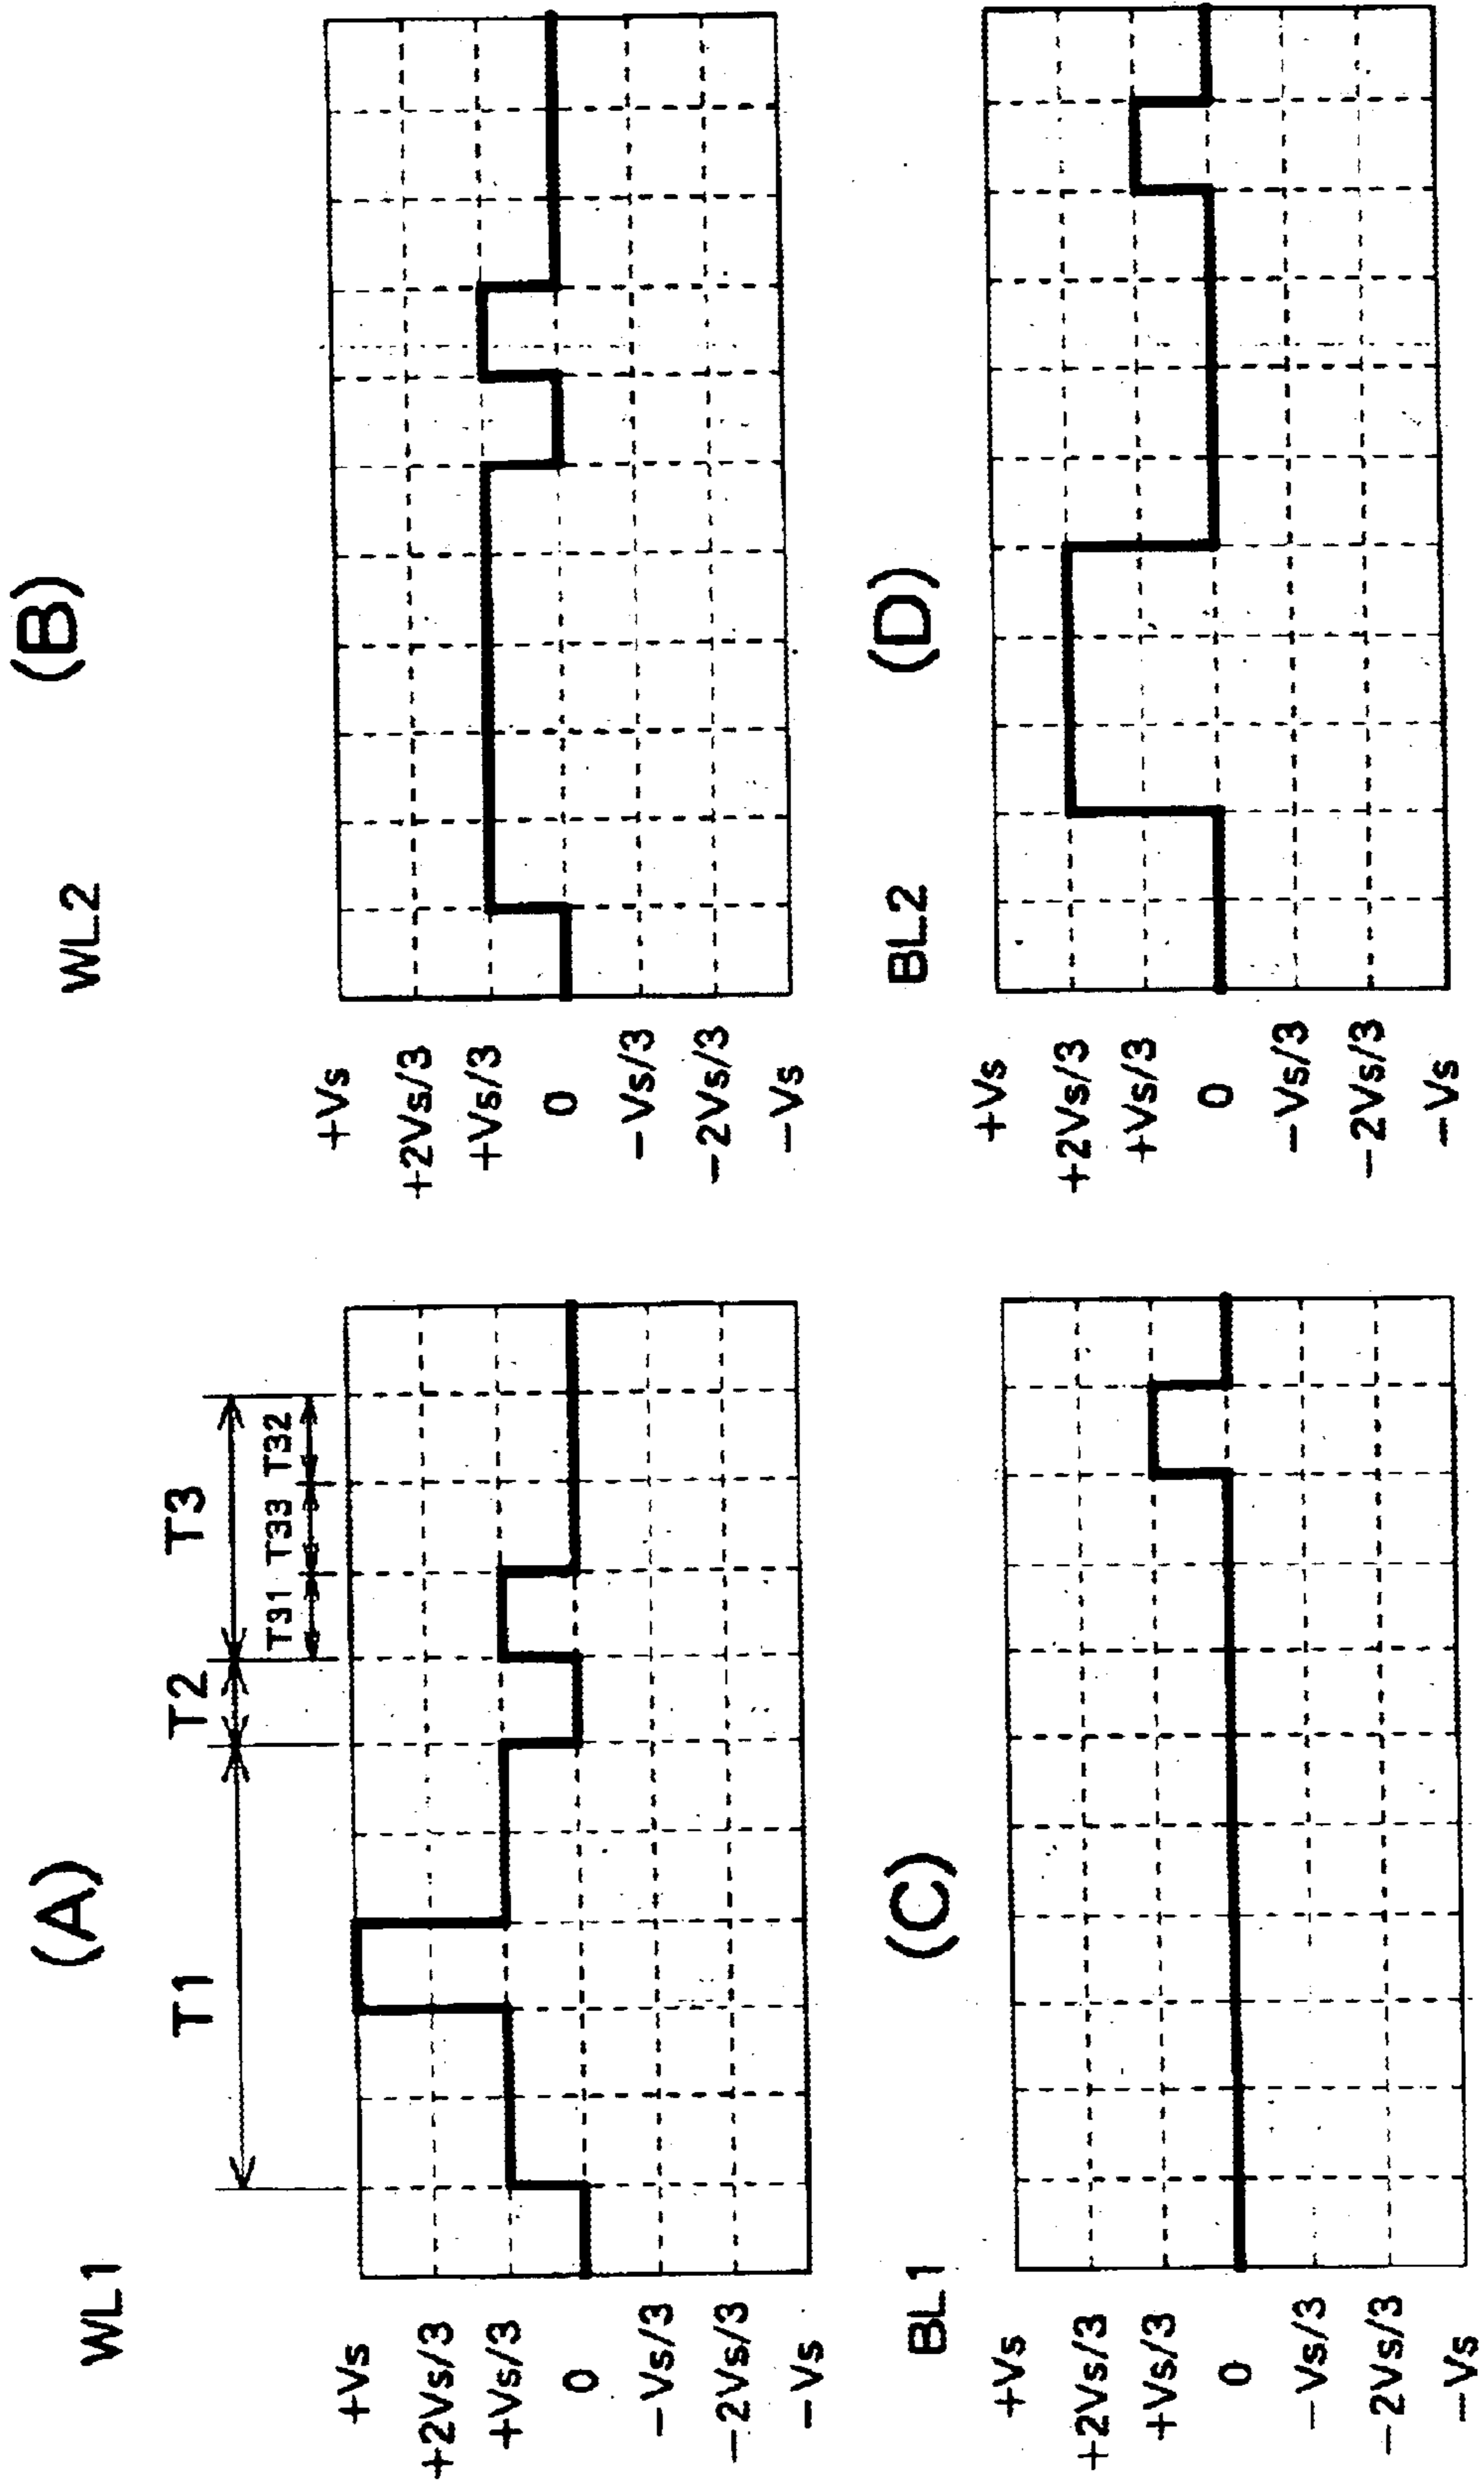 (A)
WL1
T1
T2
T3
T31
T33
T32
+Vs
+2Vs/3
+Vs/3
0
−Vs/3
−2Vs/3
−Vs
(B)
WL2
+Vs
+2Vs/3
+Vs/3
0
−Vs/3
−2Vs/3
−Vs
(C)
BL1
+Vs
+2Vs/3
+Vs/3
0
−Vs/3
−2Vs/3
−Vs
(D)
BL2
+Vs
+2Vs/3
+Vs/3
0
−Vs/3
−2Vs/3
−Vs